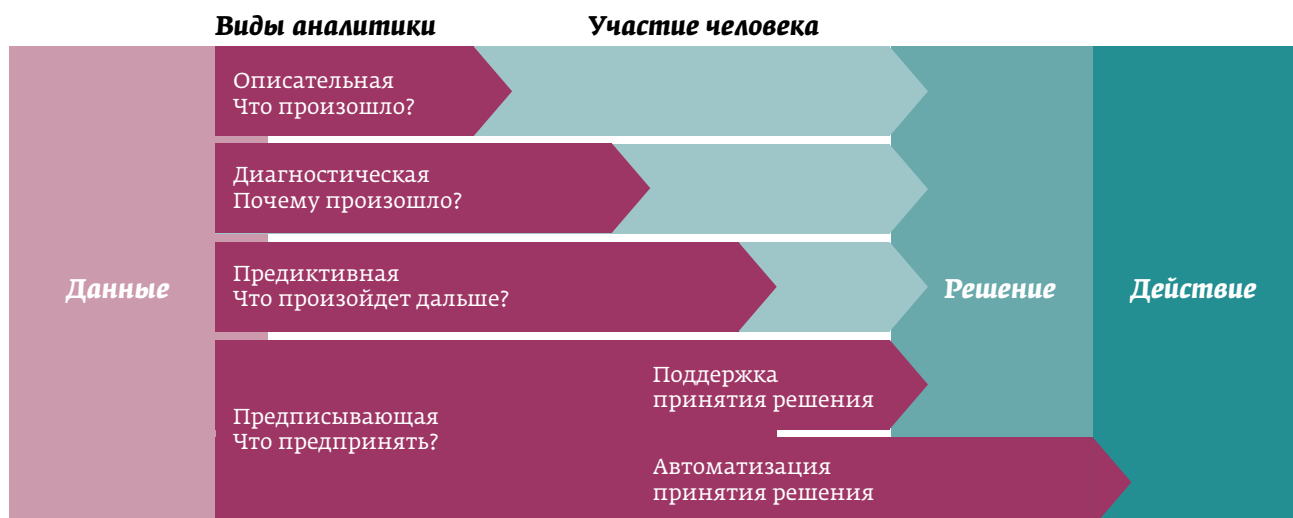 Виды аналитики
Участие человека
Описательная
Что произошло?
Диагностическая
Почему произошло?
Данные
Предиктивная
Что произойдет дальше?
Решение
Действие
Предписывающая
Что предпринять?
Поддержка
принятия решения
Автоматизация
принятия решения